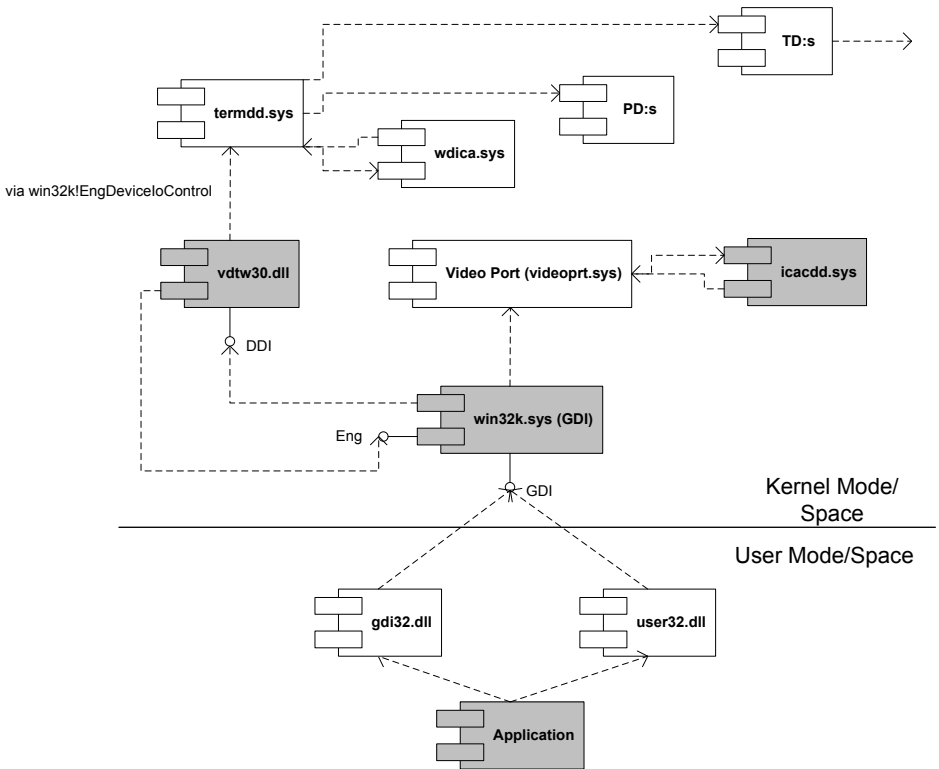 TD:s
termdd.sys
PD:s
wdica.sys
via win32k!EngDeviceIoControl
vdtw30.dll
Video Port (videoprt.sys)
icacdd.sys
DDI
win32k.sys (GDI)
Eng
GDI
Kernel Mode/
Space
User Mode/Space
gdi32.dll
user32.dll
Application